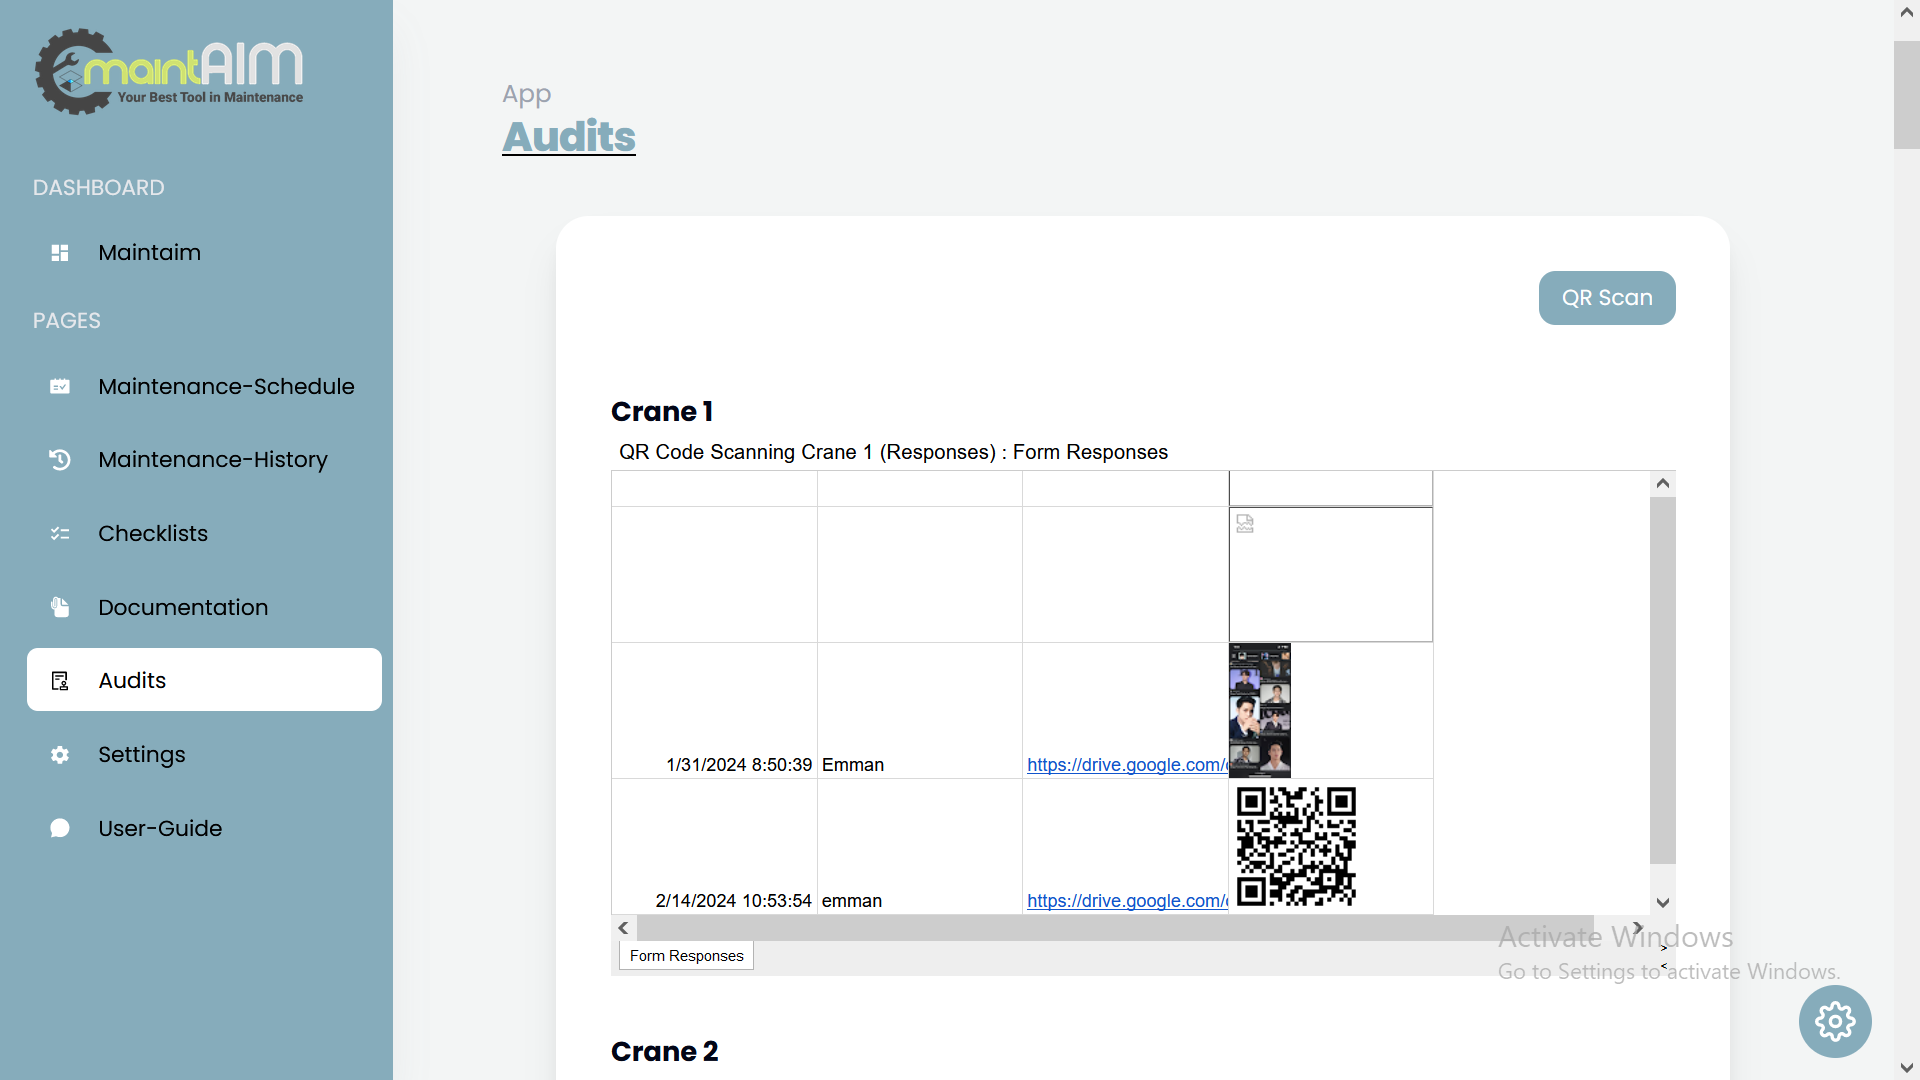 maintAIM
Your Best Tool in Maintenance
DASHBOARD
Maintaim
PAGES
Maintenance-Schedule
Maintenance-History
Checklists
Documentation
Audits
Settings
User-Guide
App
Audits
QR Scan
Crane 1
QR Code Scanning Crane 1 (Responses) : Form Responses
1/31/2024 8:50:39 Emman https://drive.google.com/
2/14/2024 10:53:54 emman https://drive.google.com/
Form Responses
Activate Windows
Go to Settings to activate Windows.
Crane 2